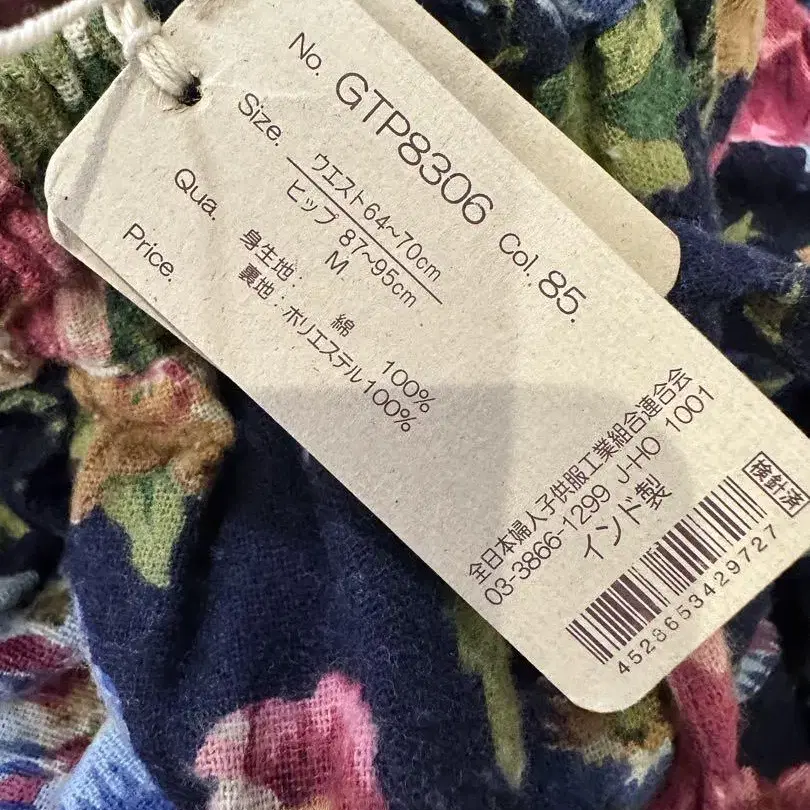 No. GTP8306 Col. 85.
Size. ウエスト64~70cm
ヒップ 87~95cm
M
Qua. 身生地: 綿 100%
裏地:ポリエステル100%
Price.
全日本婦人子供服工業組合連合会
03-3866-1299 J-HO 1001
インド製
検針済
4528653429727